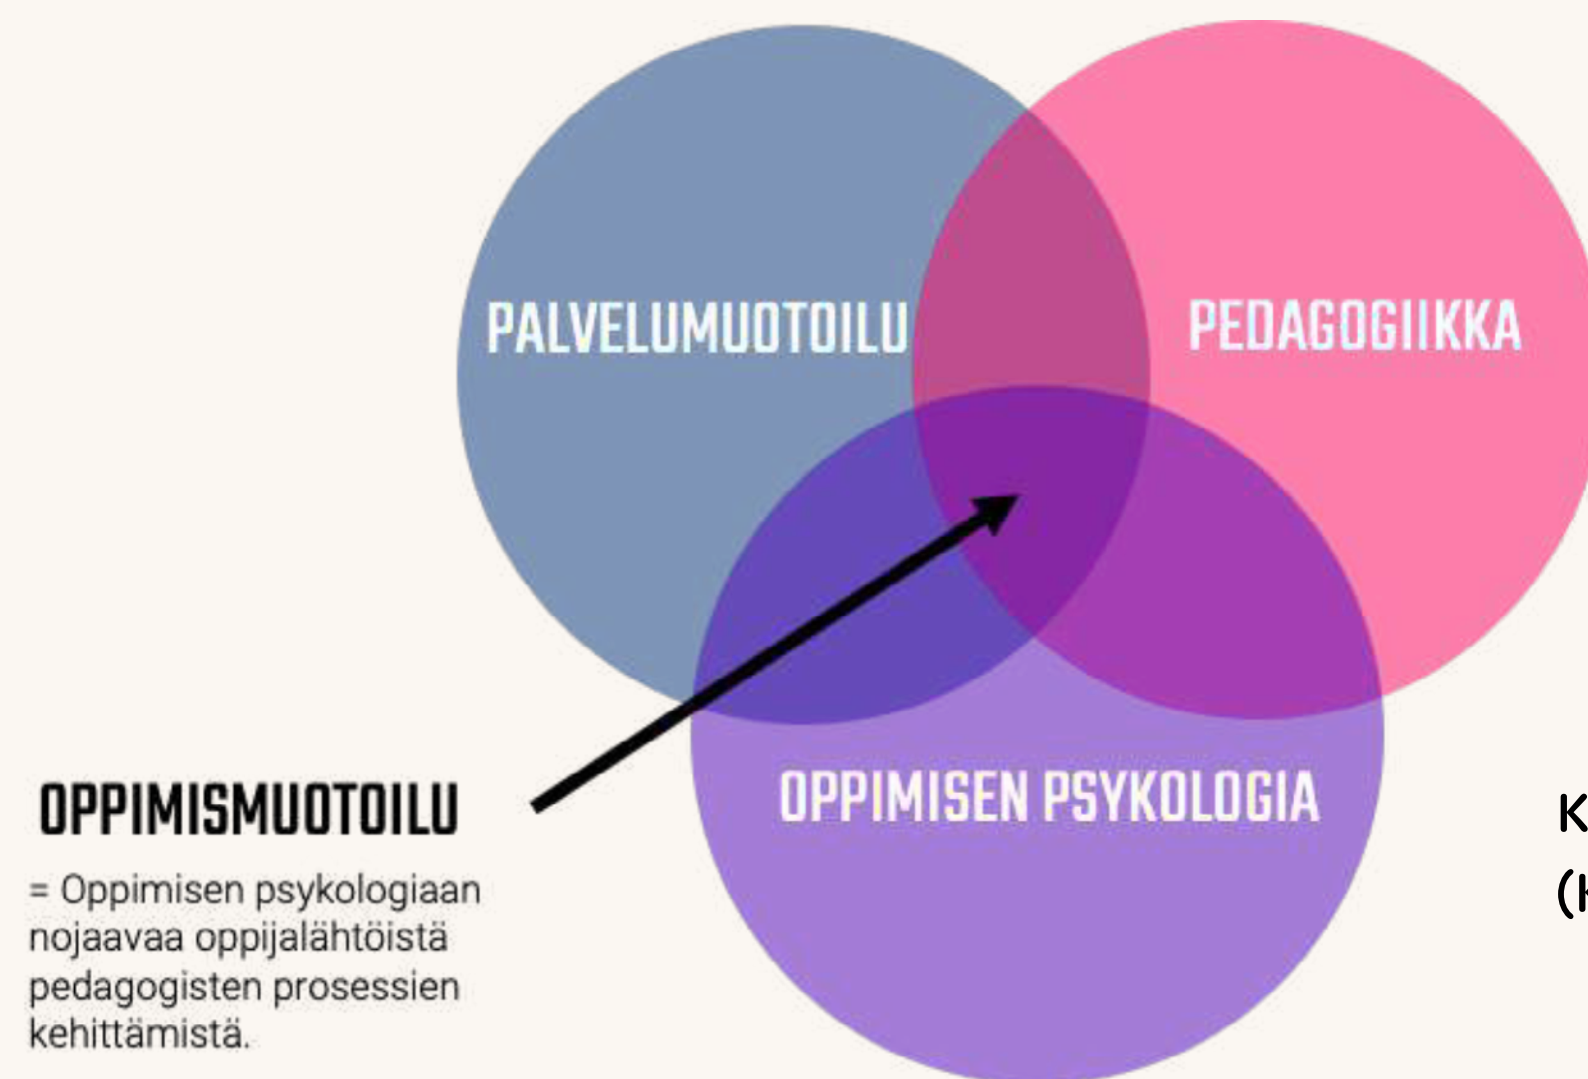 PALVELUMUOTOILU
PEDAGOGIIKKA
OPPIMISEN PSYKOLOGIA
OPPIMISMUOTOILU
= Oppimisen psykologiaan
nojaavaa oppijalähtöistä
pedagogisten prosessien
kehittämistä.